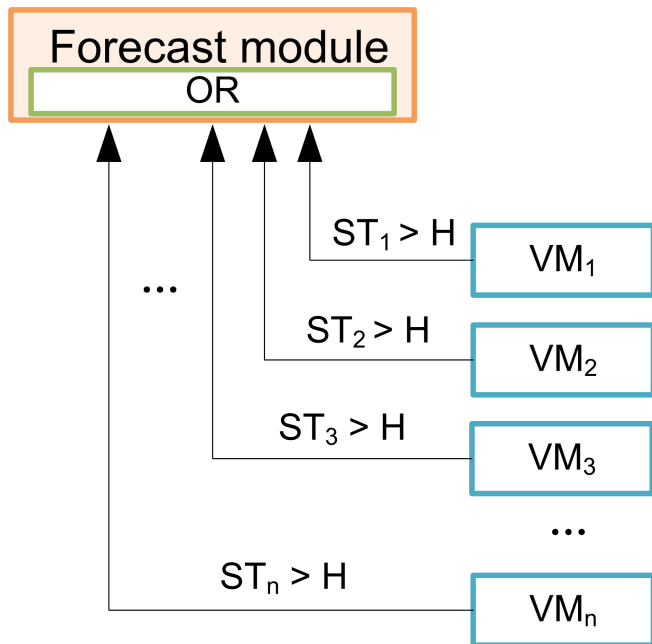 Forecast module
OR
ST₁ > H
VM₁
...
ST₂ > H
VM₂
ST₃ > H
VM₃
...
STₙ > H
VMₙ